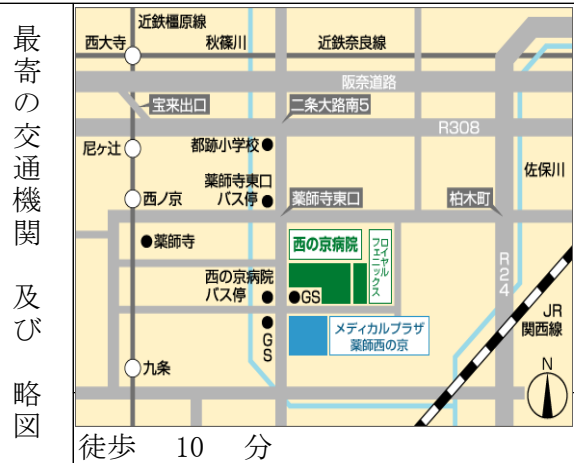 最寄の交通機関 及び 略図
近鉄橿原線
西大寺
秋篠川
近鉄奈良線
阪奈道路
宝来出口
二条大路南5
R308
尼ヶ辻
都跡小学校
佐保川
薬師寺東口
バス停
西ノ京
薬師寺東口
柏木町
薬師寺
西の京病院
ロイヤル
フェニックス
R24
西の京病院
バス停
GS
GS
JR
関西線
メディカルプラザ
薬師西の京
九条
N
徒歩 10 分